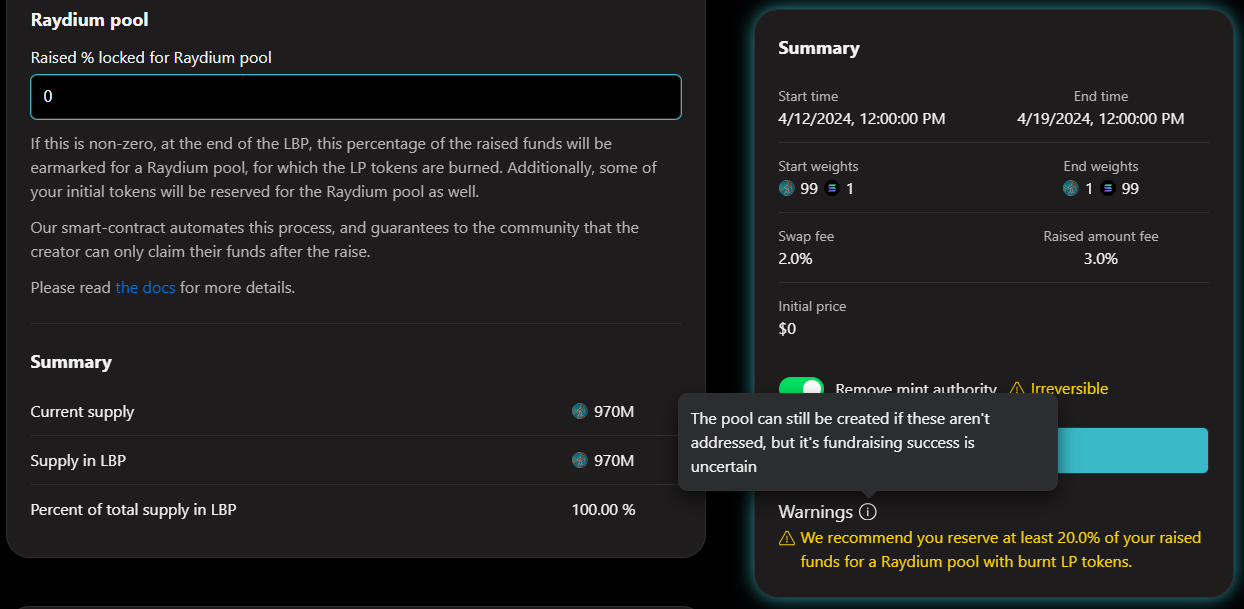 Raydium pool
Raised % locked for Raydium pool
0
If this is non-zero, at the end of the LBP, this percentage of the raised funds will be
earmarked for a Raydium pool, for which the LP tokens are burned. Additionally, some of
your initial tokens will be reserved for the Raydium pool as well.
Our smart-contract automates this process, and guarantees to the community that the
creator can only claim their funds after the raise.
Please read the docs for more details.
Summary
Current supply 970M
Supply in LBP 970M
Percent of total supply in LBP 100.00 %
Summary
Start time End time
4/12/2024, 12:00:00 PM 4/19/2024, 12:00:00 PM
Start weights End weights
99 1 1 99
Swap fee Raised amount fee
2.0% 3.0%
Initial price
$0
Remove mint authority Irreversible
The pool can still be created if these aren't
addressed, but it's fundraising success is
uncertain
Warnings
We recommend you reserve at least 20.0% of your raised
funds for a Raydium pool with burnt LP tokens.